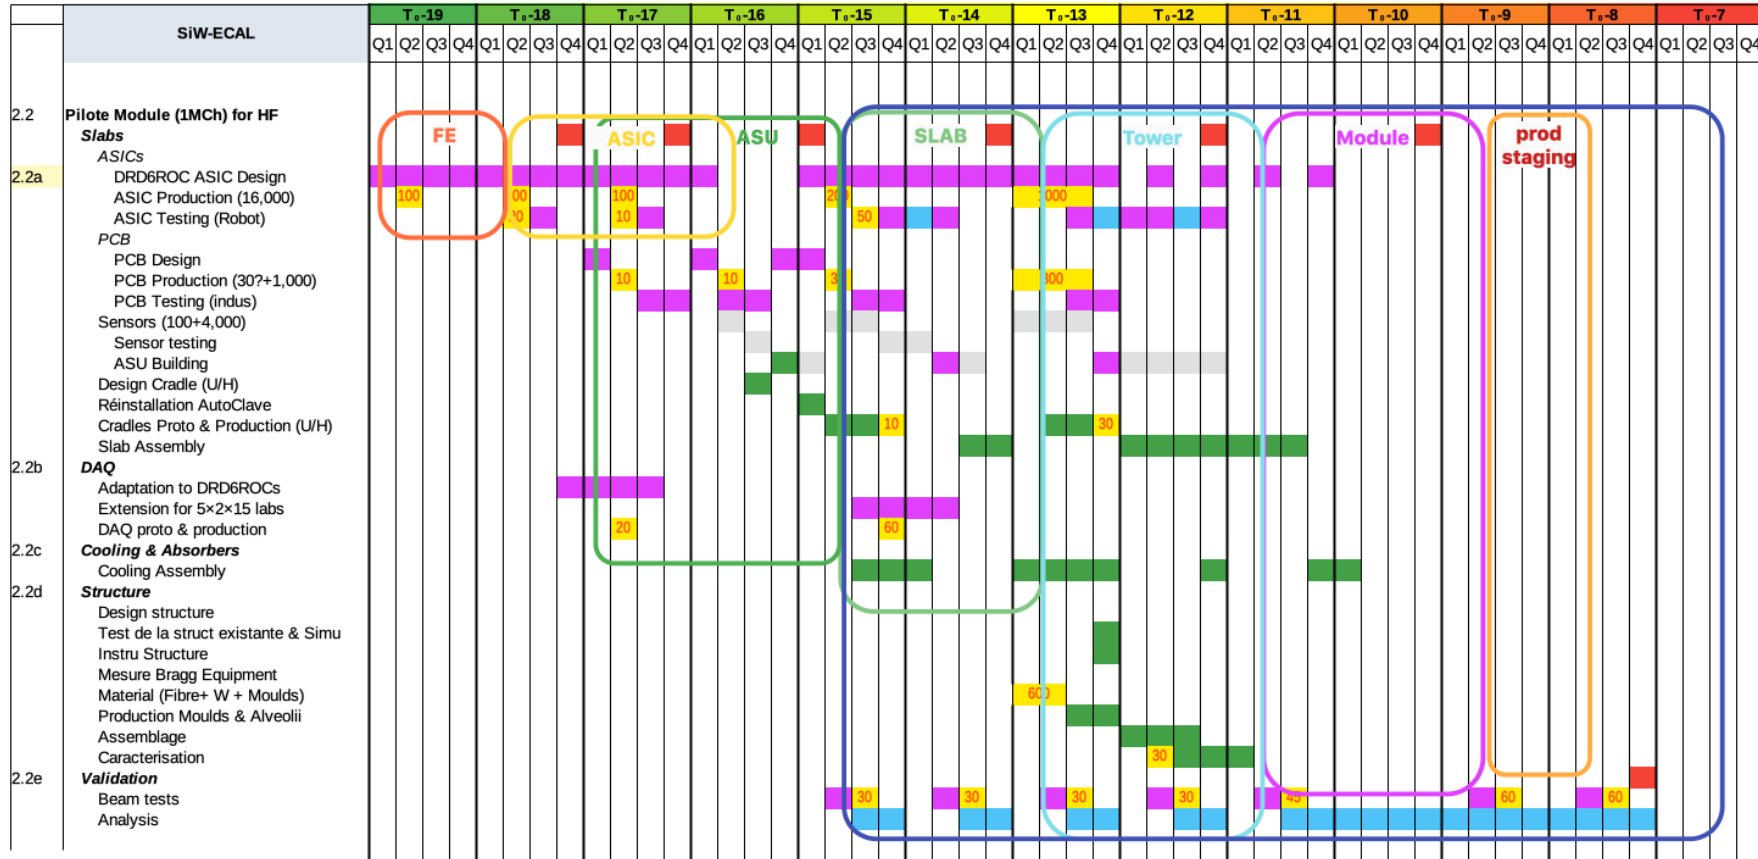 SiW-ECAL
T₀-19 T₀-18 T₀-17 T₀-16 T₀-15 T₀-14 T₀-13 T₀-12 T₀-11 T₀-10 T₀-9 T₀-8 T₀-7
Q1 Q2 Q3 Q4 Q1 Q2 Q3 Q4 Q1 Q2 Q3 Q4 Q1 Q2 Q3 Q4 Q1 Q2 Q3 Q4 Q1 Q2 Q3 Q4 Q1 Q2 Q3 Q4 Q1 Q2 Q3 Q4 Q1 Q2 Q3 Q4 Q1 Q2 Q3 Q4 Q1 Q2 Q3 Q4 Q1 Q2 Q3 Q4 Q1 Q2 Q3 Q4
2.2 Pilote Module (1MCh) for HF
Slabs FE ASIC ASU SLAB Tower Module prod
staging
ASICs
2.2a DRD6ROC ASIC Design
ASIC Production (16,000) 100 100
ASIC Testing (Robot) 10 50
PCB
PCB Design
PCB Production (30?+1,000) 10 10
PCB Testing (indus)
Sensors (100+4,000)
Sensor testing
ASU Building
Design Cradle (U/H)
Réinstallation AutoClave
Cradles Proto & Production (U/H) 10 30
Slab Assembly
2.2b DAQ
Adaptation to DRD6ROCs
Extension for 5×2×15 labs
DAQ proto & production 20 60
2.2c Cooling & Absorbers
Cooling Assembly
2.2d Structure
Design structure
Test de la struct existante & Simu
Instru Structure
Mesure Bragg Equipment
Material (Fibre+ W + Moulds) 600
Production Moulds & Alveolii
Assemblage
Caracterisation 30
2.2e Validation
Beam tests 30 30 30 30 45 60 60
Analysis